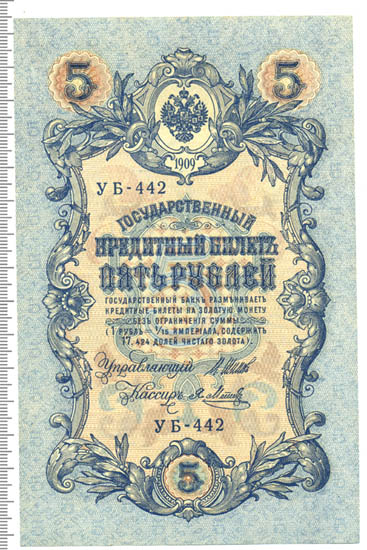 5 5
1909
УБ-442
ГОСУДАРСТВЕННЫЙ
КРЕДИТНЫЙ БИЛЕТЪ
ПЯТЬ РУБЛЕЙ
ГОСУДАРСТВЕННЫЙ БАНКЪ РАЗМѢНИВАЕТЪ
КРЕДИТНЫЕ БИЛЕТЫ НА ЗОЛОТУЮ МОНЕТУ
БЕЗЪ ОГРАНИЧЕНІЯ СУММЫ
(1 РУБЛЬ = 1/15 ИМПЕРІАЛА, СОДЕРЖИТЪ
17,424 ДОЛЕЙ ЧИСТАГО ЗОЛОТА).
Управляющій
Кассиръ
УБ-442
5